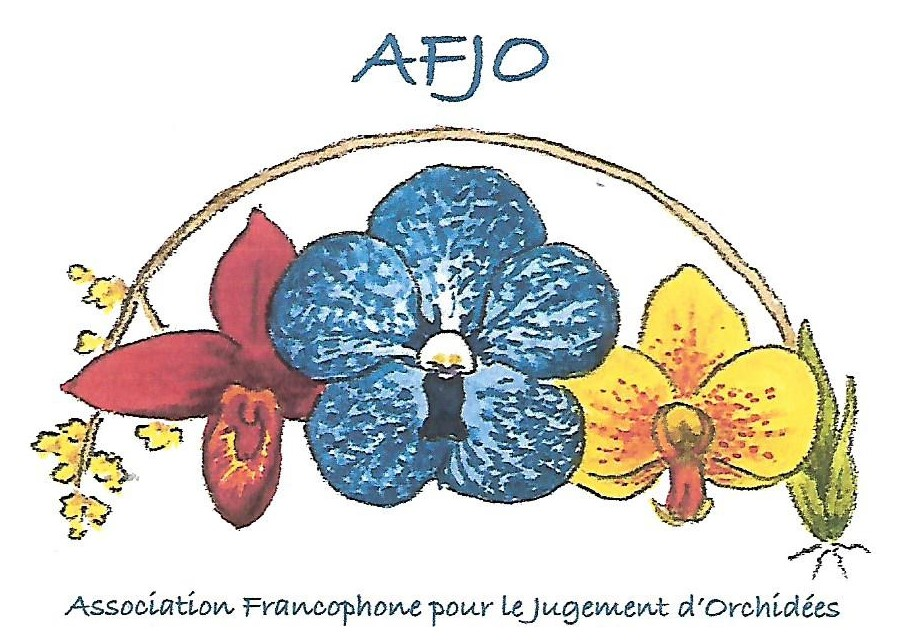 AFJO
Association Francophone pour le Jugement d'Orchidées